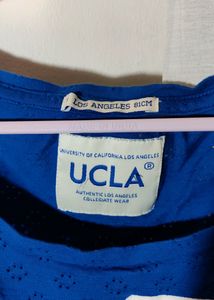 LOS ANGELES 81CM
UNIVERSITY OF CALIFORNIA LOS ANGELES
UCLA®
AUTHENTIC LOS ANGELES
COLLEGIATE WEAR